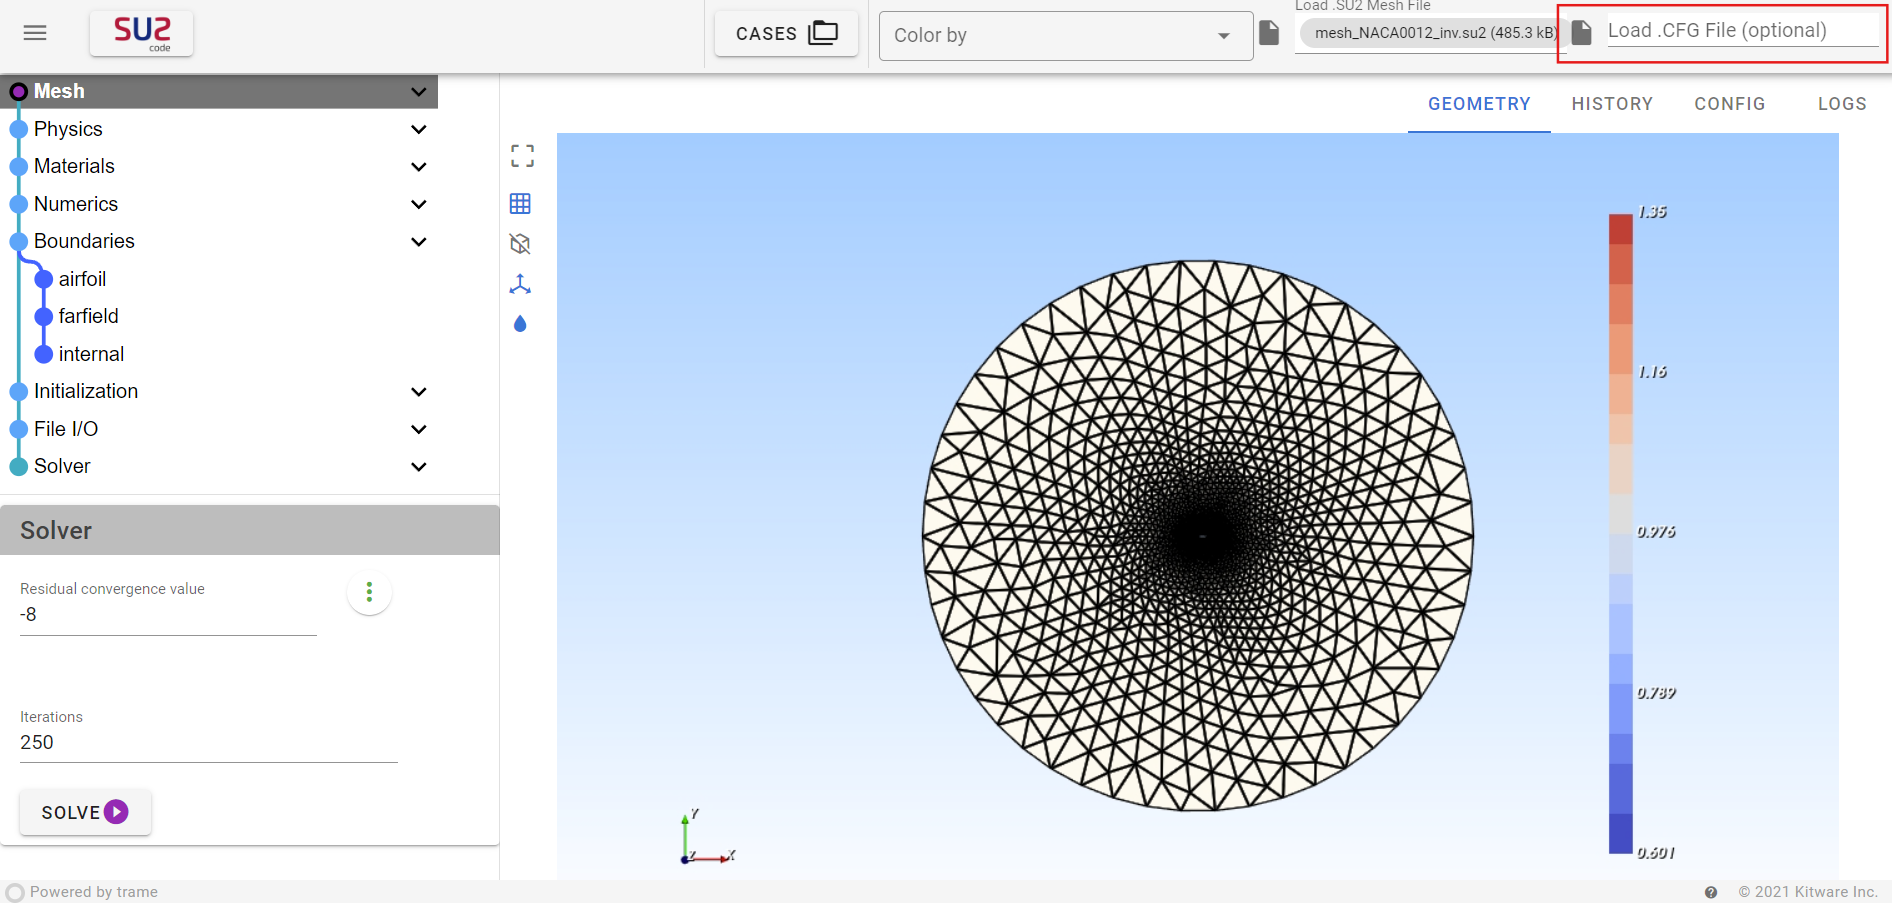 SU2
code
CASES
Color by
Load .SU2 Mesh File
mesh_NACA0012_inv.su2 (485.3 kB)
Load .CFG File (optional)
Mesh
Physics
Materials
Numerics
Boundaries
airfoil
farfield
internal
Initialization
File I/O
Solver
GEOMETRY
HISTORY
CONFIG
LOGS
1.35
1.16
0.976
0.789
0.601
Y
Z
X
Solver
Residual convergence value
-8
Iterations
250
SOLVE
Powered by trame
© 2021 Kitware Inc.